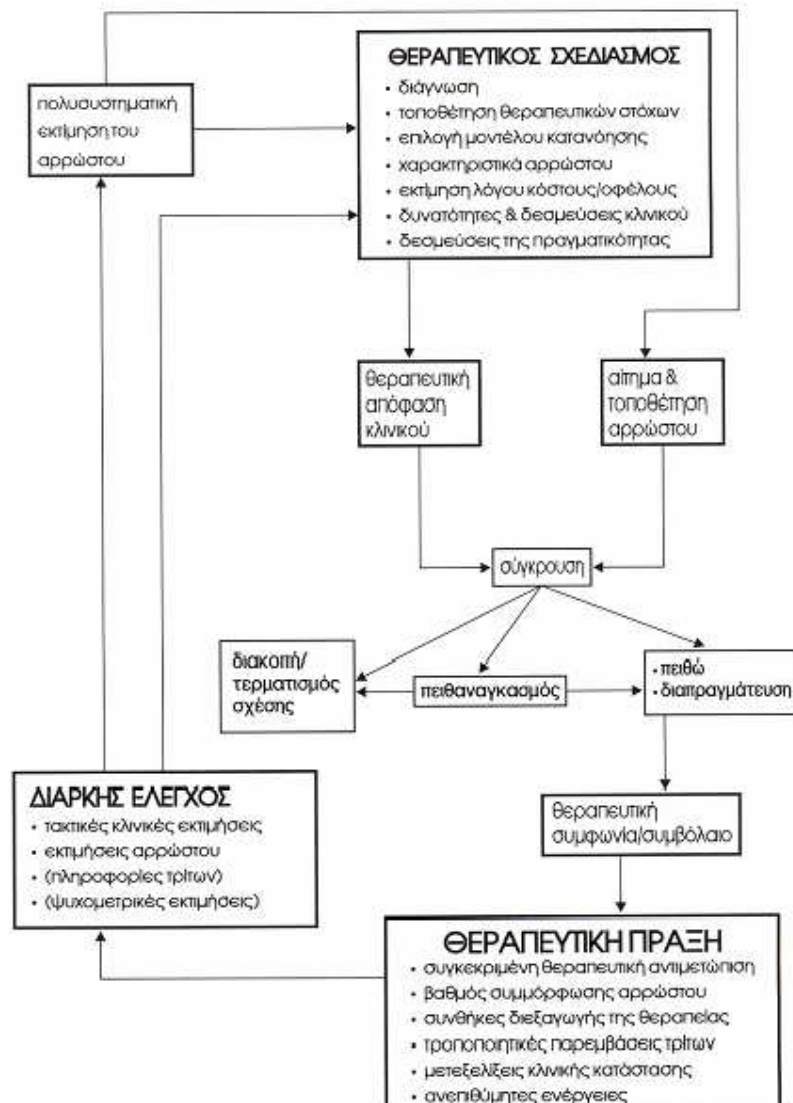 πολυσυστηματική
εκτίμηση του
αρρώστου
ΘΕΡΑΠΕΥΤΙΚΟΣ ΣΧΕΔΙΑΣΜΟΣ
• διάγνωση
• τοποθέτηση θεραπευτικών στόχων
• επιλογή μοντέλου κατανόησης
• χαρακτηριστικά αρρώστου
• εκτίμηση λόγου κόστους/οφέλους
• δυνατότητες & δεσμεύσεις κλινικού
• δεσμεύσεις της πραγματικότητας
θεραπευτική
απόφαση
κλινικού
αίτημα &
τοποθέτηση
αρρώστου
σύγκρουση
διακοπή/
τερματισμός
σχέσης
πειθαναγκασμός
• πειθώ
• διαπραγμάτευση
ΔΙΑΡΚΗΣ ΕΛΕΓΧΟΣ
• τακτικές κλινικές εκτιμήσεις
• εκτιμήσεις αρρώστου
• (πληροφορίες τρίτων)
• (ψυχομετρικές εκτιμήσεις)
θεραπευτική
συμφωνία/συμβόλαιο
ΘΕΡΑΠΕΥΤΙΚΗ ΠΡΑΞΗ
• συγκεκριμένη θεραπευτική αντιμετώπιση
• βαθμός συμμόρφωσης αρρώστου
• συνθήκες διεξαγωγής της θεραπείας
• τροποποιητικές παρεμβάσεις τρίτων
• μετεξελίξεις κλινικής κατάστασης
• ανεπιθύμητες ενέργειες